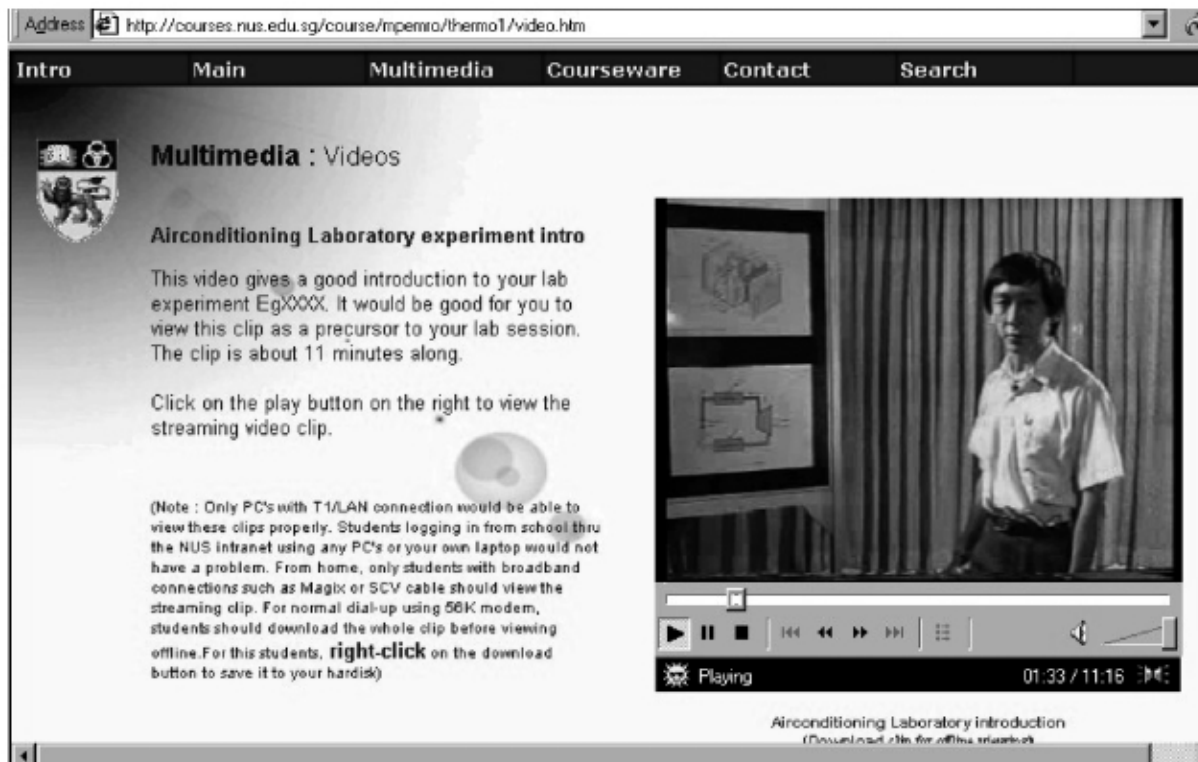 Address http://courses.nus.edu.sg/course/mpemro/thermo1/video.htm
Intro Main Multimedia Courseware Contact Search
Multimedia : Videos
Airconditioning Laboratory experiment intro
This video gives a good introduction to your lab
experiment EgXXXX. It would be good for you to
view this clip as a precursor to your lab session.
The clip is about 11 minutes along.
Click on the play button on the right to view the
streaming video clip.
(Note : Only PC's with T1/LAN connection would be able to
view these clips properly. Students logging in from school thru
the NUS intranet using any PC's or your own laptop would not
have a problem. From home, only students with broadband
connections such as Magix or SCV cable should view the
streaming clip. For normal dial-up using 56K modem,
students should download the whole clip before viewing
offline.For this students, right-click on the download
button to save it to your hardisk)
Playing 01:33 / 11:16
Airconditioning Laboratory introduction
(Download clip for offline viewing)